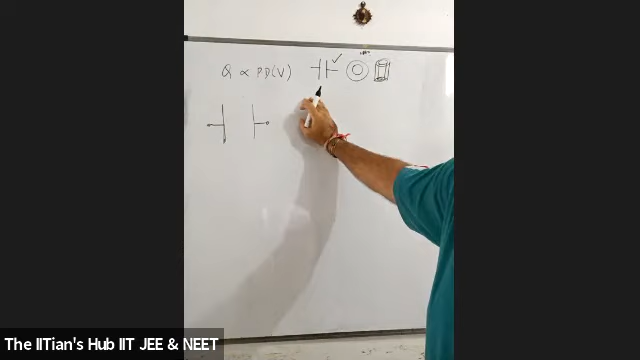 Q ∝ PD(V)
The IITian's Hub IIT JEE & NEET